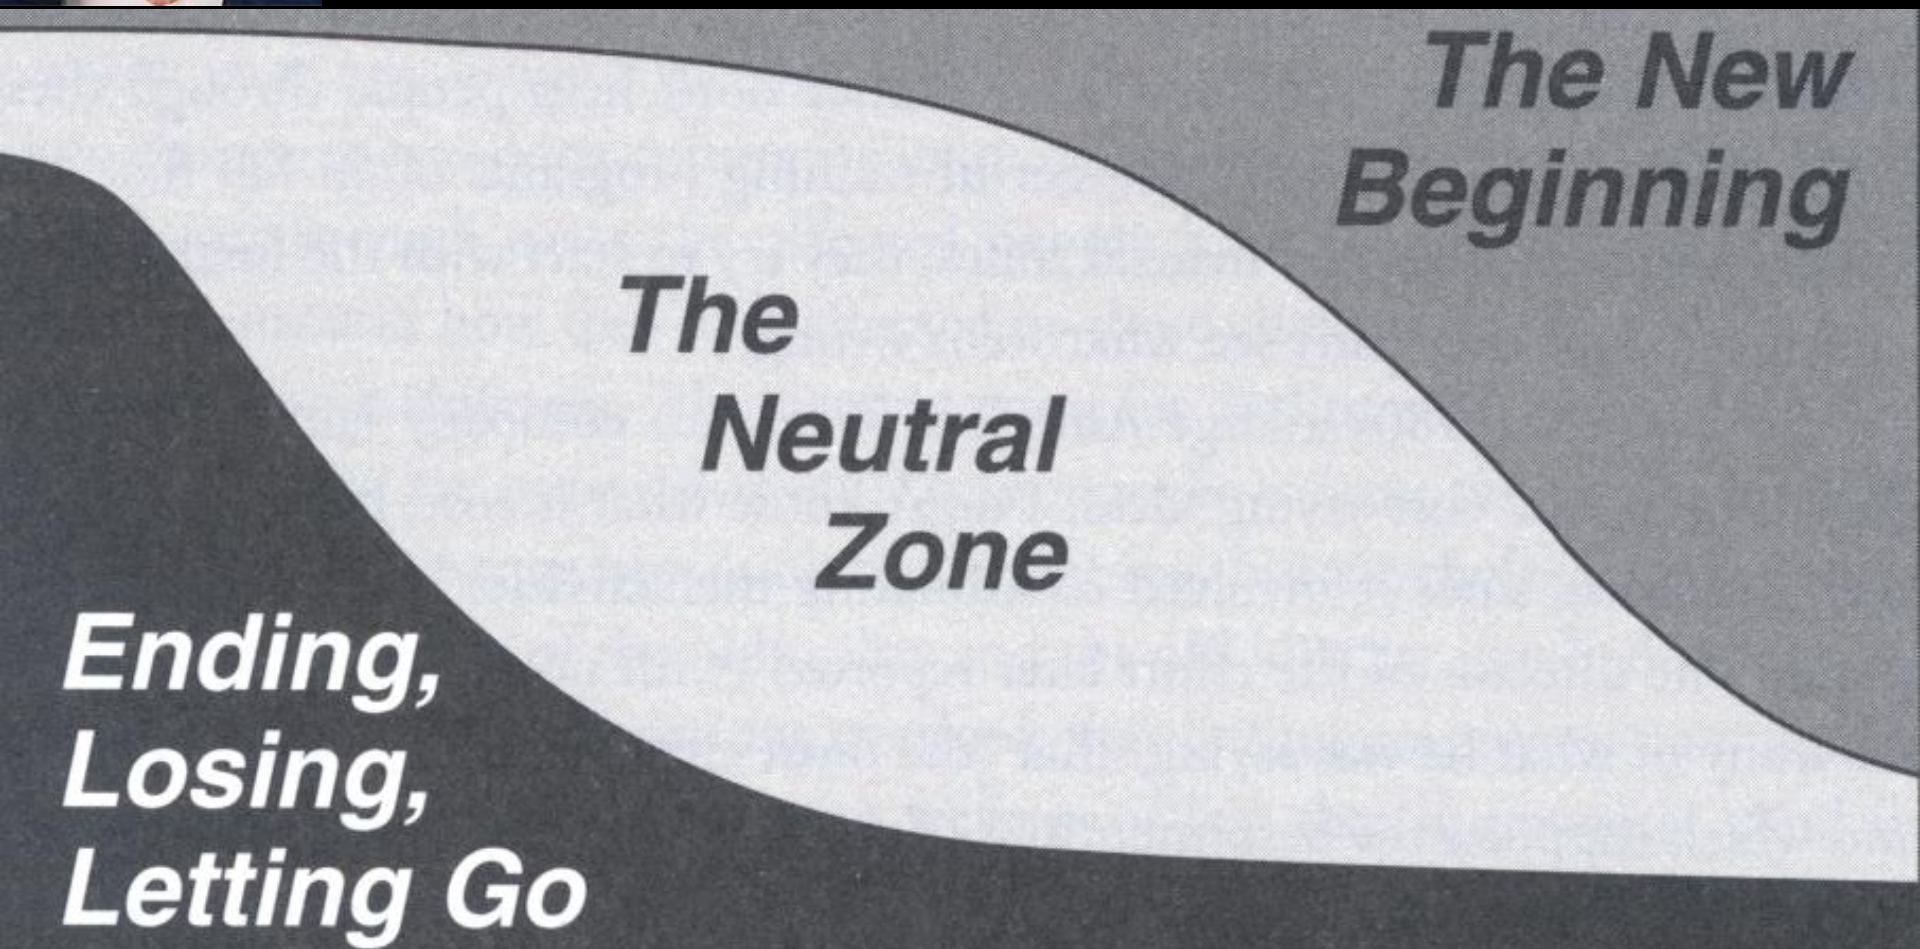 The New
Beginning
The
Neutral
Zone
Ending,
Losing,
Letting Go